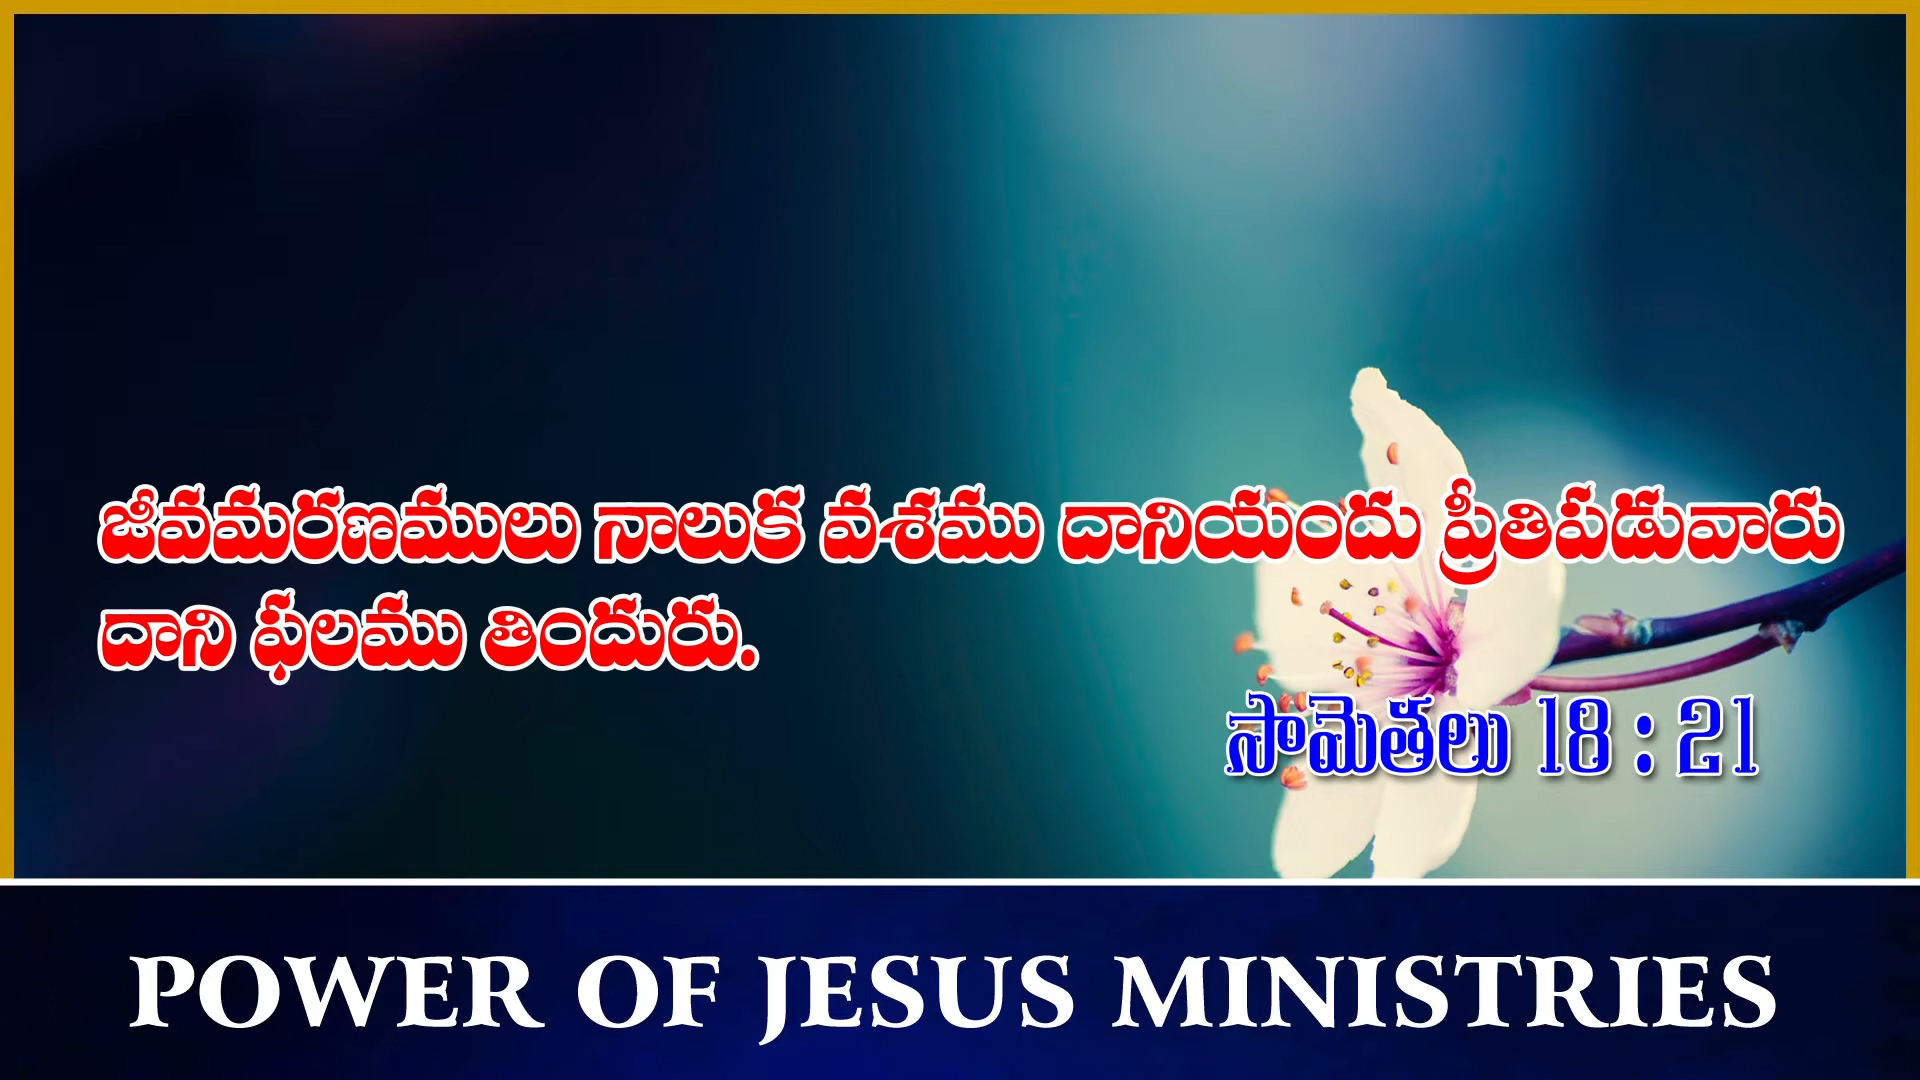 జీవమరణములు నాలుక వశము దానియందు ప్రీతిపడువారు
దాని ఫలము తిందురు.
సామెతలు 18 : 21
POWER OF JESUS MINISTRIES